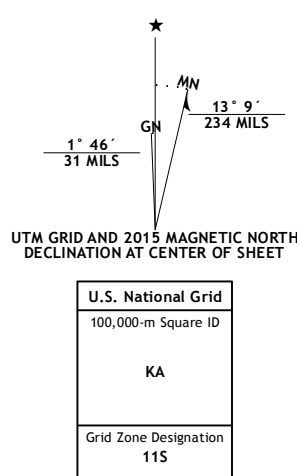 MN
GN
13° 9´
234 MILS
1° 46´
31 MILS
UTM GRID AND 2015 MAGNETIC NORTH
DECLINATION AT CENTER OF SHEET
U.S. National Grid
100,000-m Square ID
KA
Grid Zone Designation
11S